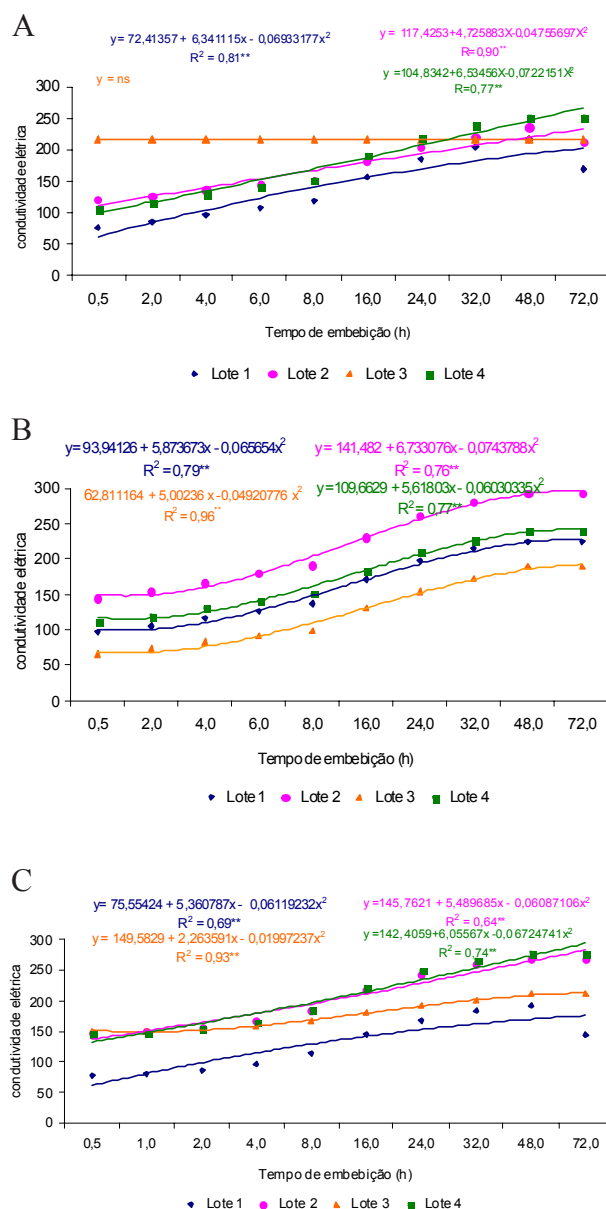 A
y = 72,41357 + 6,341115x - 0,06933177x²
R² = 0,81**
y = 117,4253+4,725883X-0,04755697X²
R=0,90**
y = ns
y =104,8342+6,53456X-0,0722151X²
R=0,77**
300
250
200
150
100
50
0
condutividade elétrica
0,5 2,0 4,0 6,0 8,0 16,0 24,0 32,0 48,0 72,0
Tempo de embebição (h)
Lote 1 Lote 2 Lote 3 Lote 4
B
y= 93,94126 + 5,873673x - 0,065654x²
R² = 0,79**
y= 141,482 + 6,733076x - 0,0743788x²
R² = 0,76**
62,811164 + 5,00236x - 0,04920776 x²
R² = 0,96**
y=109,6629 + 5,61803x - 0,06030335x²
R² = 0,77**
300
250
200
150
100
50
0
condutividade elétrica
0,5 2,0 4,0 6,0 8,0 16,0 24,0 32,0 48,0 72,0
Tempo de embebição (h)
Lote 1 Lote 2 Lote 3 Lote 4
C
y= 75,55424 + 5,360787x - 0,06119232x²
R² = 0,69**
y=145,7621 + 5,489685x - 0,06087106x²
R² = 0,64**
y = 149,5829 + 2,263591x - 0,01997237x²
R² = 0,93**
y=142,4059+6,05567x-0,06724741x²
R² = 0,74**
300
250
200
150
100
50
0
condutividade elétrica
0,5 1,0 2,0 4,0 8,0 16,0 24,0 32,0 48,0 72,0
Tempo de embebição (h)
Lote 1 Lote 2 Lote 3 Lote 4